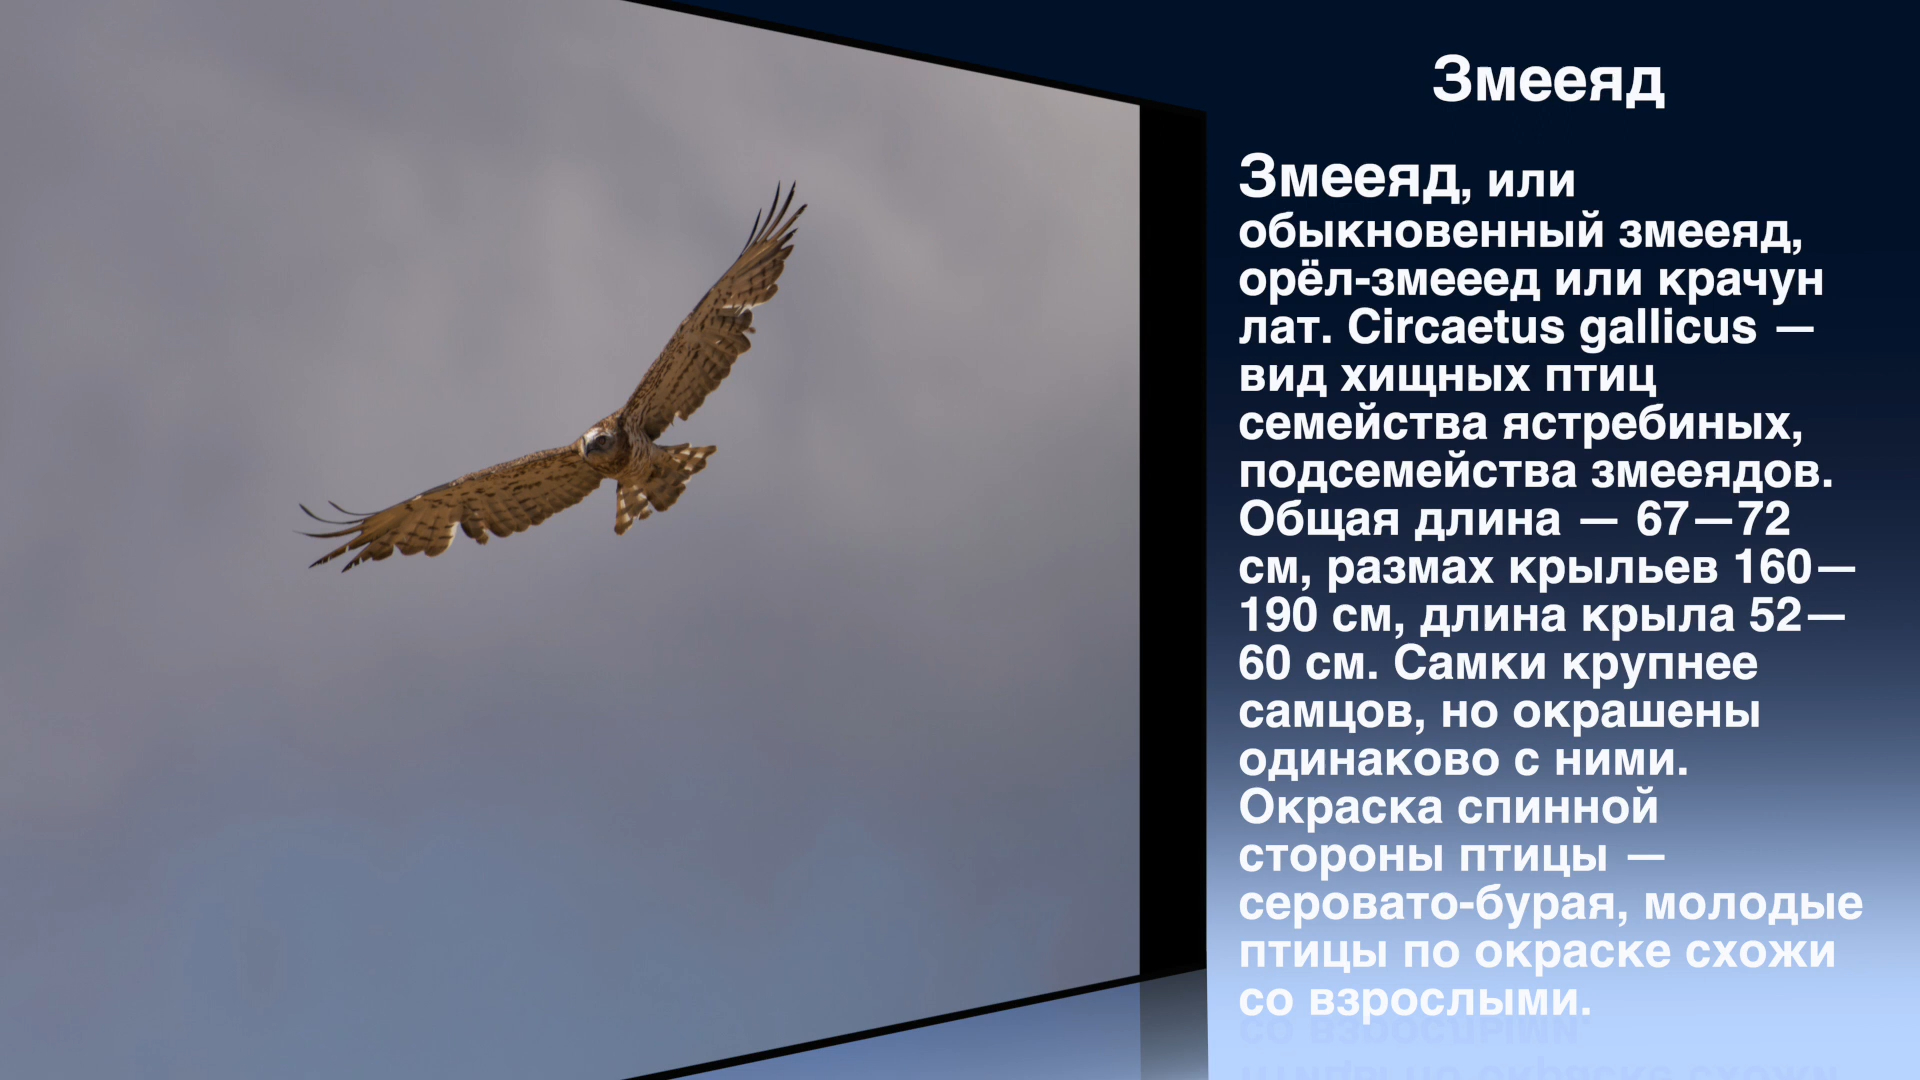 Змееяд
Змееяд, или
обыкновенный змееяд,
орёл-змееед или крачун
лат. Circaetus gallicus —
вид хищных птиц
семейства ястребиных,
подсемейства змееядов.
Общая длина — 67—72
см, размах крыльев 160—
190 см, длина крыла 52—
60 см. Самки крупнее
самцов, но окрашены
одинаково с ними.
Окраска спинной
стороны птицы —
серовато-бурая, молодые
птицы по окраске схожи
со взрослыми.